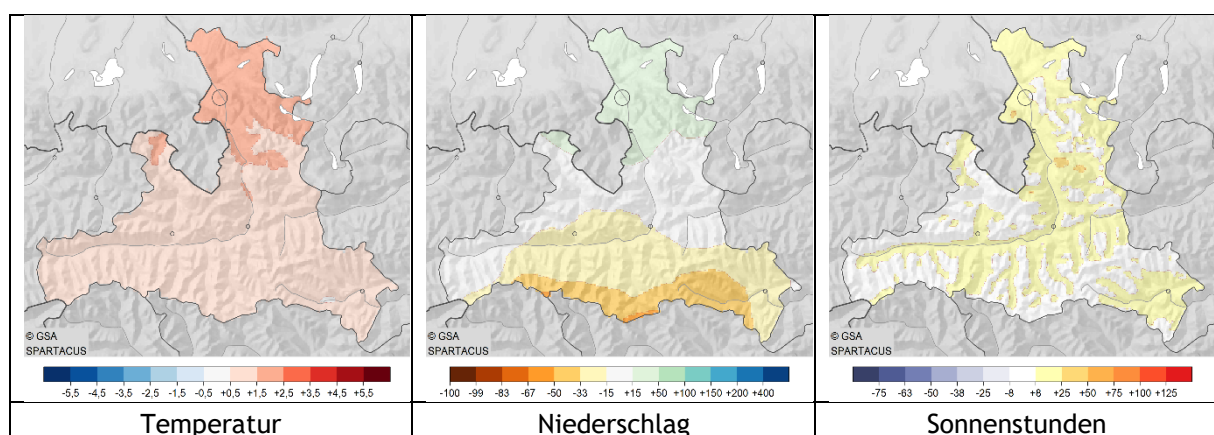 © GSA
SPARTACUS
-5,5 -4,5 -3,5 -2,5 -1,5 -0,5 +0,5 +1,5 +2,5 +3,5 +4,5 +5,5
Temperatur
© GSA
SPARTACUS
-100 -99 -83 -67 -50 -33 -15 +15 +50 +100 +150 +200 +400
Niederschlag
© GSA
SPARTACUS
-75 -63 -50 -38 -25 -8 +8 +25 +50 +75 +100 +125
Sonnenstunden